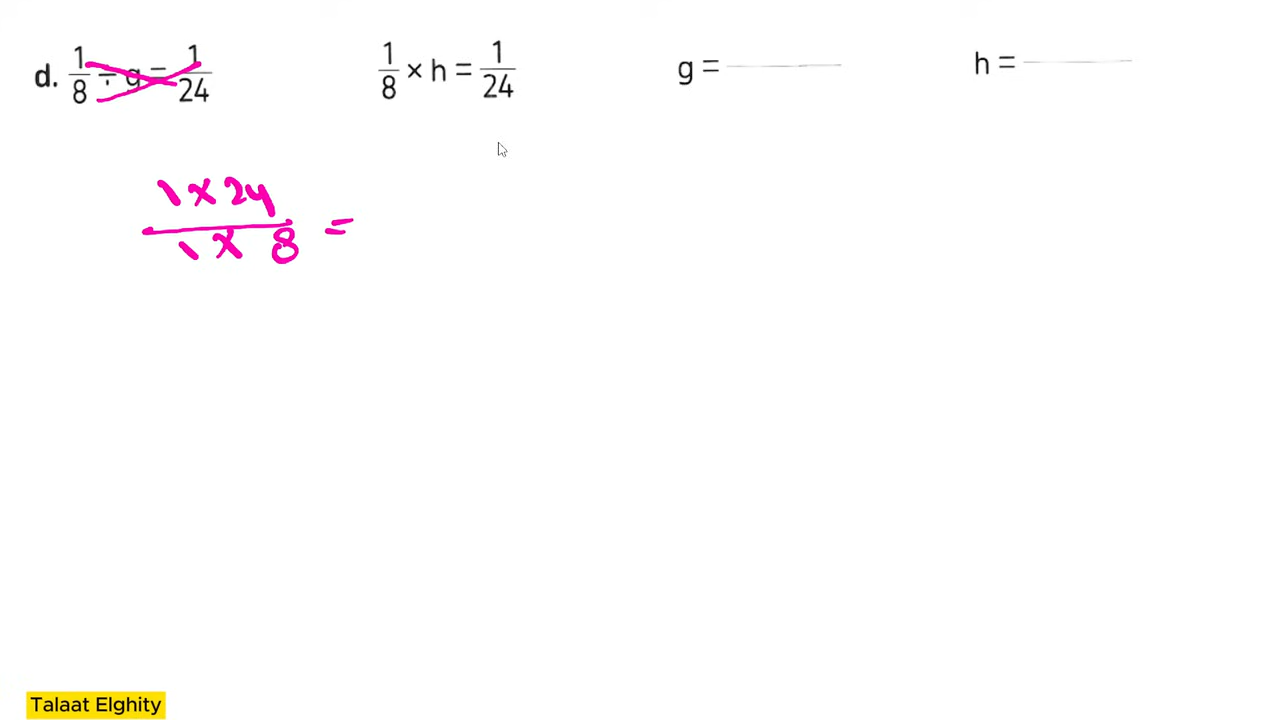 d. 1/8 ÷ g = 1/24 1/8 × h = 1/24 g = h =
1 × 24
1 × 8 =
Talaat Elghity